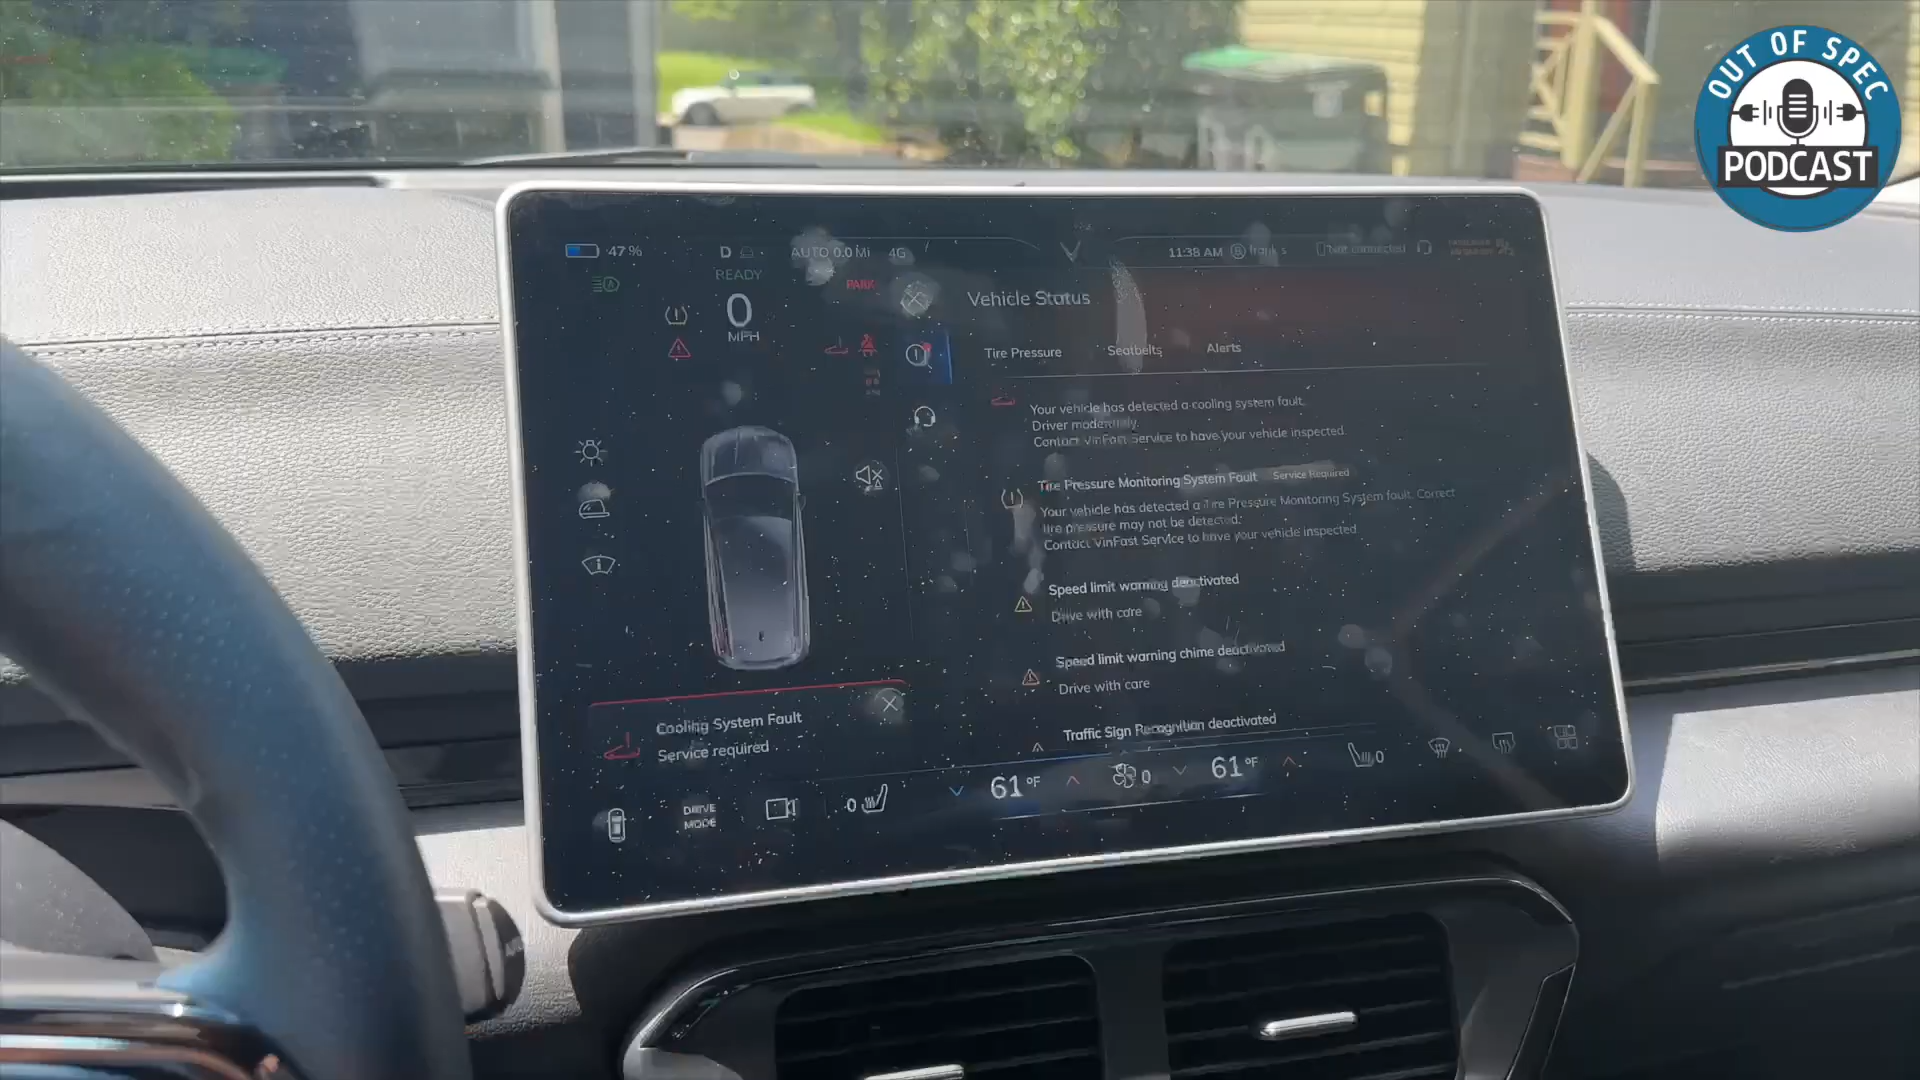 OUT OF SPEC
PODCAST
47 %
D
AUTO 0.0 Mi
4G
11:38 AM
frank s
Not connected
READY
PARK
0
MPH
Vehicle Status
Tire Pressure
Seatbelts
Alerts
Your vehicle has detected a cooling system fault.
Driver moderately.
Contact VinFast Service to have your vehicle inspected.
Tire Pressure Monitoring System Fault
Service Required
Your vehicle has detected a Tire Pressure Monitoring System fault. Correct
tire pressure may not be detected.
Contact VinFast Service to have your vehicle inspected.
Speed limit warning deactivated
Drive with care
Speed limit warning chime deactivated
Drive with care
Traffic Sign Recognition deactivated
Cooling System Fault
Service required
DRIVE
MODE
0
61 °F
0
61 °F
0